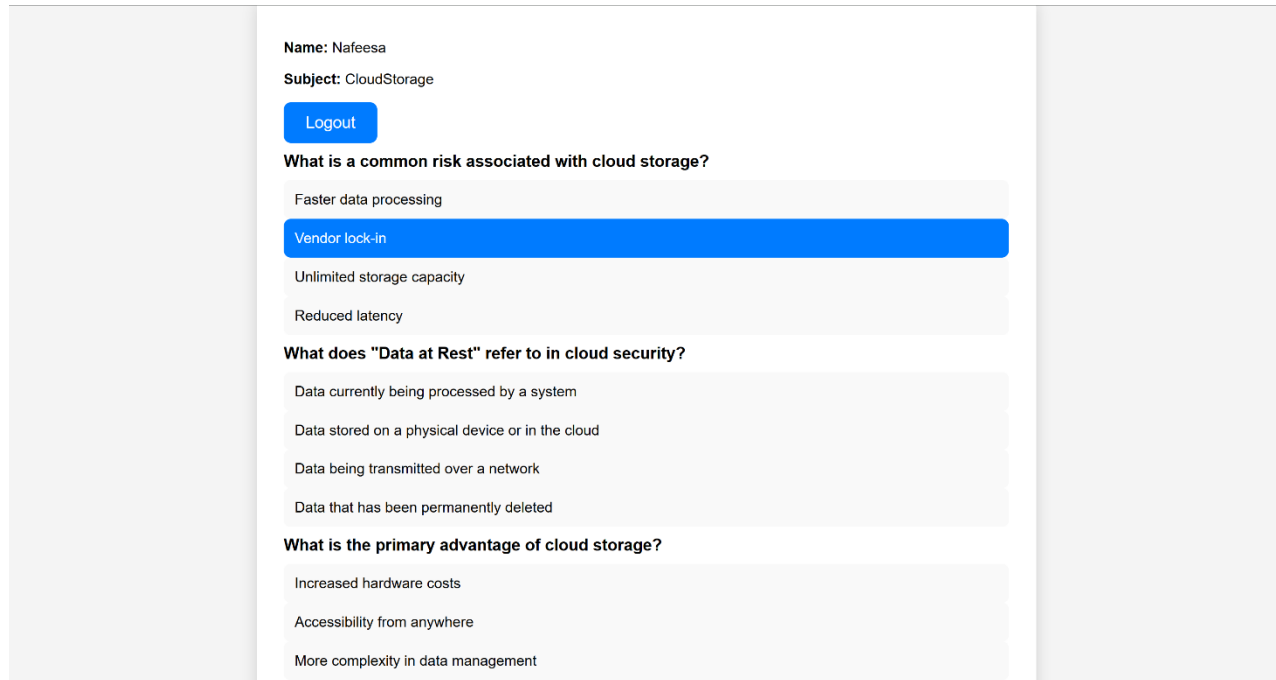 Name: Nafeesa
Subject: CloudStorage
Logout
What is a common risk associated with cloud storage?
Faster data processing
Vendor lock-in
Unlimited storage capacity
Reduced latency
What does "Data at Rest" refer to in cloud security?
Data currently being processed by a system
Data stored on a physical device or in the cloud
Data being transmitted over a network
Data that has been permanently deleted
What is the primary advantage of cloud storage?
Increased hardware costs
Accessibility from anywhere
More complexity in data management